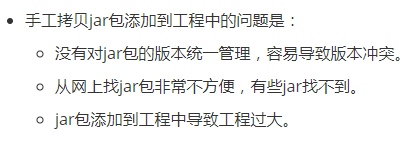 手工拷贝jar包添加到工程中的问题是：
没有对jar包的版本统一管理，容易导致版本冲突。
从网上找jar包非常不方便，有些jar找不到。
jar包添加到工程中导致工程过大。